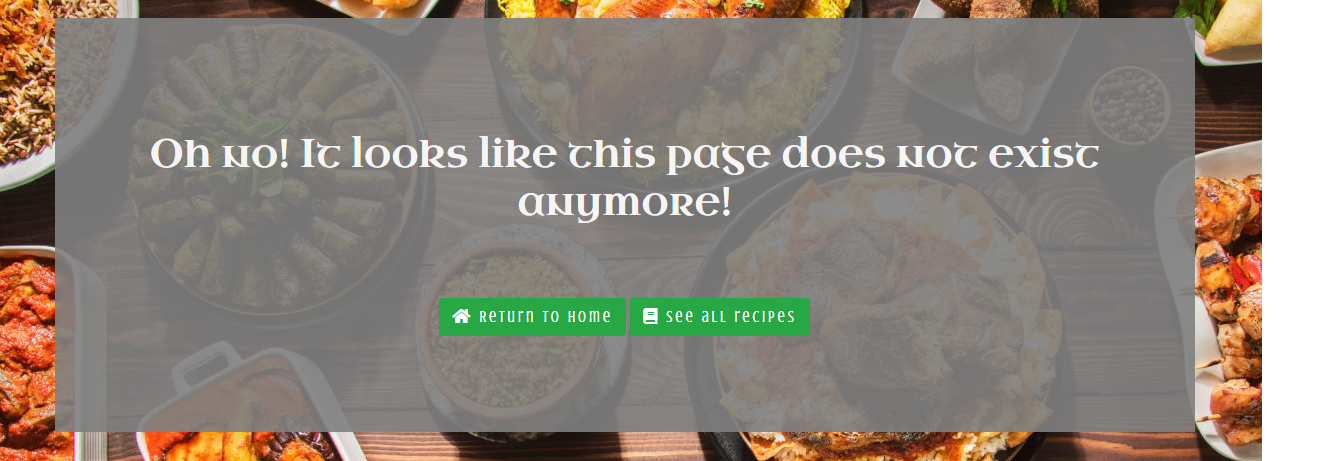 Oh no! It looks like this page does not exist
anymore!
Return to Home
See all recipes